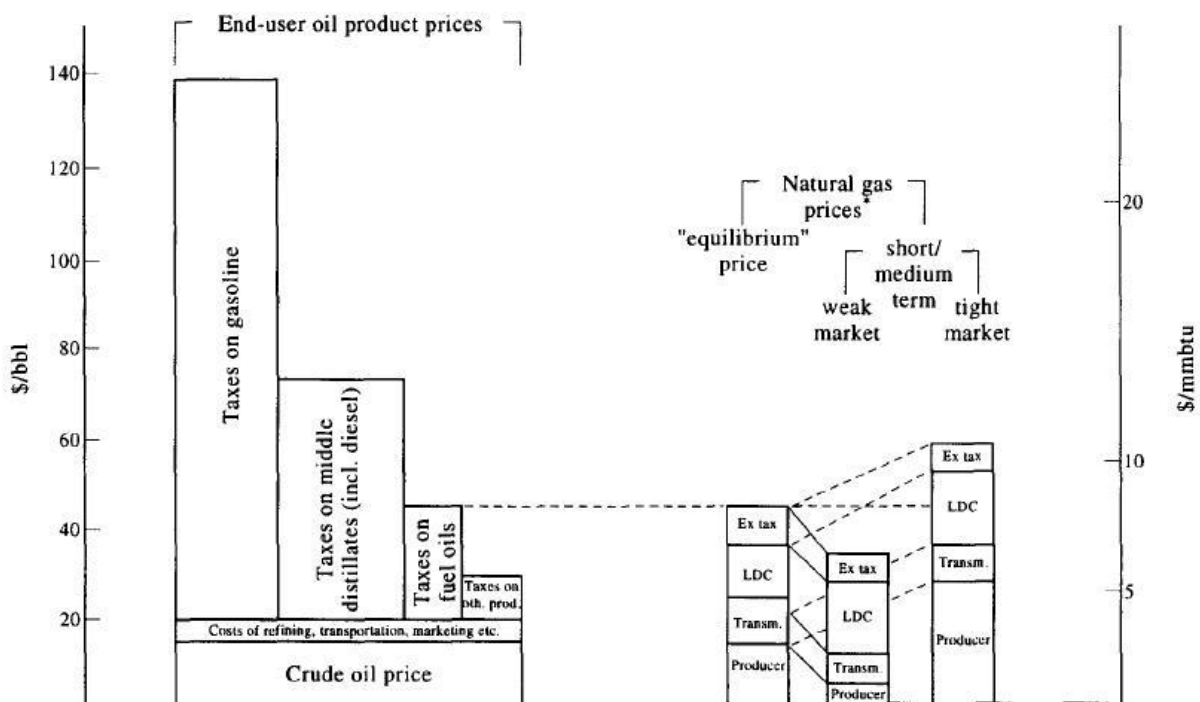 End-user oil product prices
$/bbl
140
120
100
80
60
40
20
Taxes on gasoline
Taxes on middle
distillates (incl. diesel)
Taxes on
fuel oils
Taxes on
oth. prod.
Costs of refining, transportation, marketing etc.
Crude oil price
Natural gas
prices*
"equilibrium"
price
short/
medium
term
weak
market
tight
market
Ex tax
LDC
Transm.
Producer
Ex tax
LDC
Transm.
Producer
Ex tax
LDC
Transm.
Producer
20
10
5
$/mmbtu